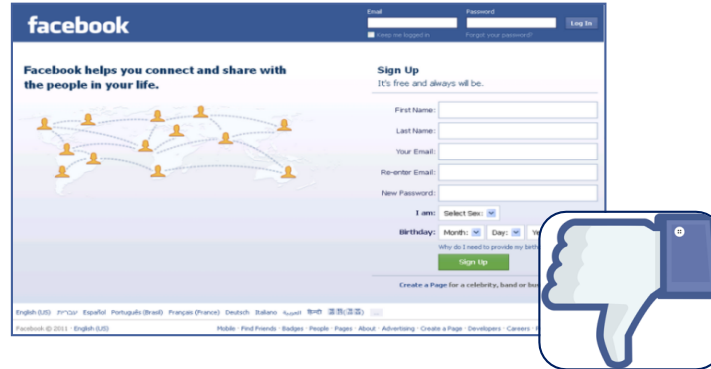 facebook
Email
Password
Log In
Keep me logged in
Forgot your password?
Facebook helps you connect and share with
the people in your life.
Sign Up
It's free and always will be.
First Name:
Last Name:
Your Email:
Re-enter Email:
New Password:
I am: Select Sex:
Birthday: Month: Day:
Why do I need to provide my
Sign Up
Create a Page for a celebrity, band or
English (US) עברית Español Português (Brasil) Français (France) Deutsch Italiano العربية हिन्दी
Facebook © 2011 · English (US)
Mobile · Find Friends · Badges · People · Pages · About · Advertising · Create a Page · Developers · Careers